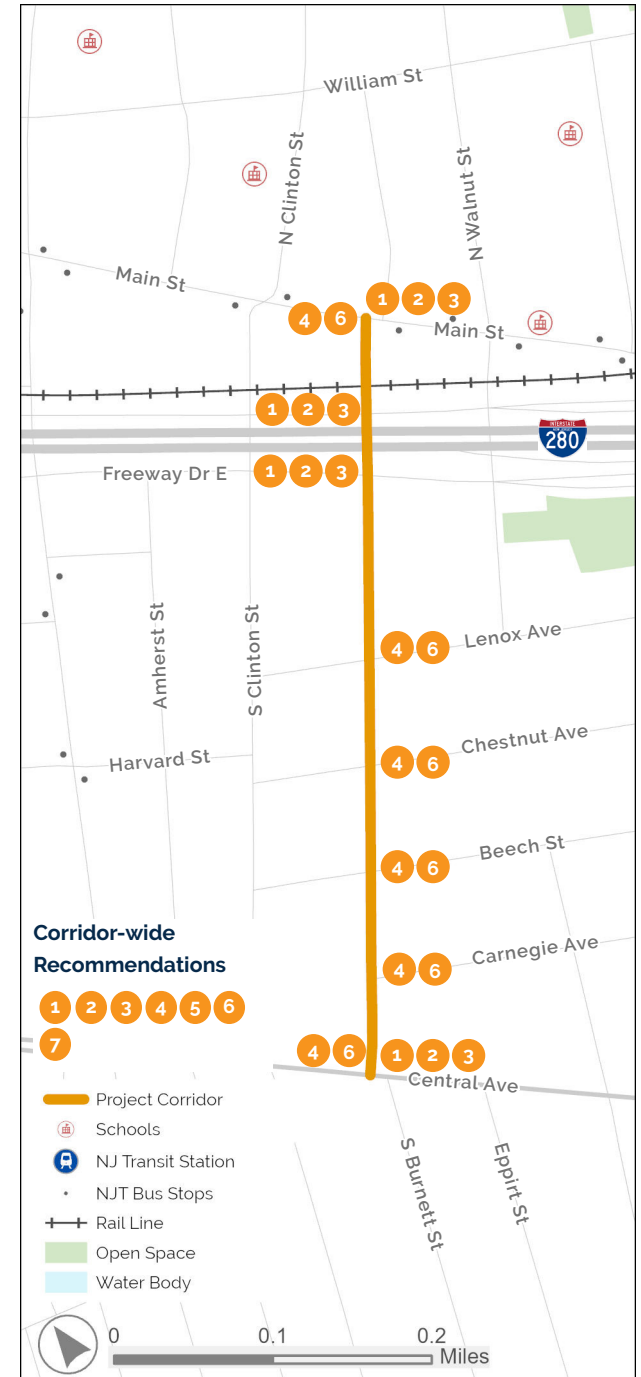 William St
N Clinton St
N Walnut St
Main St
1 2 3
4 6
Main St
1 2 3
INTERSTATE
280
Freeway Dr E
1 2 3
Amherst St
S Clinton St
Lenox Ave
4 6
Chestnut Ave
4 6
Harvard St
Beech St
4 6
Corridor-wide
Recommendations
Carnegie Ave
4 6
1 2 3 4 5 6
7
4 6
1 2 3
Central Ave
Project Corridor
Schools
NJ Transit Station
NJT Bus Stops
Rail Line
Open Space
Water Body
S Burnett St
Eppirt St
0 0.1 0.2
Miles